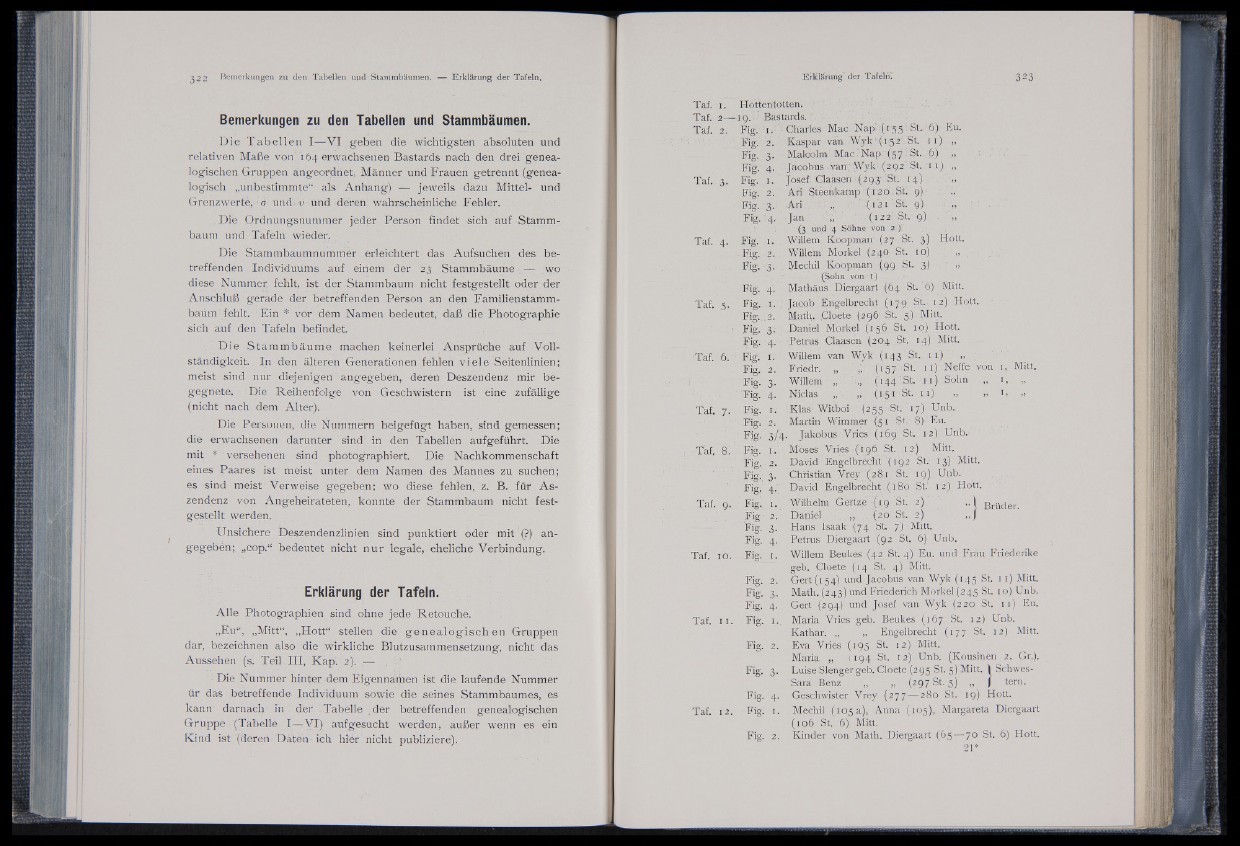 322 Bemerkungen zu den Tabellen und Stammbäumen. — Erklärung der Tafeln,
Bemerkungen zu den Tabellen und Stammbäumen.
Die Tabellen I—VI geben die wichtigsten absoluten und
relativen Maße von 164 erwachsenen Bastards nach den drei genea-
logischen Gruppen angeordnet, Männer und Frauen getrennt (genea-
logisch „unbestimmte“ als Anhang) — jeweils dazu Mittel- und
Grenzwerte, σ und v und deren wahrscheinliche Fehler.
Die Ordnungsnummer jeder Person findet sich auf Stamm-
baum und Tafeln wieder.
Die Stammbaumnummer erleichtert das Aufsuchen des be-
treffenden Individuums auf einem der 23 Stammbäume — wo
diese Nummer fehlt, ist der Stammbaum nicht festgestellt oder der
Anschluß gerade der betreffenden Person an den Familienstamm-
baum fehlt. Ein * vor dem Namen bedeutet, daß die Photographie
sich auf den Tafeln befindet.
Die Stammbäume machen keinerlei Ansprüche auf Voll-
ständigkeit. In den älteren Generationen fehlen viele Seitenlinien;
meist sind nur diejenigen angegeben, deren Deszendenz mir be-
gegnete. Die Reihenfolge von Geschwistern ist eine zufällige
(nicht nach dem Alter).
Die Personen, die Nummern beigefügt haben, sind gemessen;
die erwachsenen darunter sind in den Tabellen aufgeführt. Die
mit * versehenen sind photographiert. Die Nachkommenschaft
eines Paares ist meist unter dem Namen des Mannes zu suchen;
es sind meist Verweise gegeben; wo diese fehlen, z. B. für As-
zendenz von Angeheirateten, konnte der Stammbaum nicht fest-
gestellt werden.
Unsichere Deszendenzlinien sind punktiert oder mit (?) an-
gegeben; „cop.“ bedeutet nicht nur legale, eheliche Verbindung.
Erklärung der Tafeln.
Alle Photographien sind ohne jede Retouche.
„Eu“, „Mitt“, „Hott“ stellen die genealogischen Gruppen
dar, bezeichnen also die wirkliche Blutzusammensetzung, nicht das
Aussehen (s. Teil III, Kap. 2). —
Die Nummer hinter dem Eigennamen ist die laufende Nummer
ür das betreffende Individuum sowie die seines Stammbaumes, es
kann darnach in der Tabelle der betreffenden genealogischen
Gruppe (Tabelle I—VI) aufgesucht werden, außer wenn es ein
Kind ist (deren Daten ich hier nicht publiziere).
Erklärung der Tafeln. 323
Taf. 1. Hottentotten.
Taf. 2—19. Bastards.
Taf. 2. Fig. 1. Charles Mac Nap (155 St. 6) Eu.
Fig. 2. Kaspar van Wyk (152 St. 11) „
Fig. 3. Malcolm Mac Nap (57 St. 6) „
Fig. 4. Jacobus van Wyk (202 St. 11) „
Taf. 3. Fig. 1. Josef Claasen (293 St. 14) „
Fig. 2. Ari Steenkamp (120 St. 9) „
Fig. 3. Ari „ (121 St. 9) „
Fig. 4. Jan „ (122 St. 9) „
(3 und 4 Söhne von 2)
Taf. 4. Fig. 1. Willem Koopman (27 St. 3) Hott.
Fig. 2. Willem Morkel (240 St. 10) „
Fig. 3. Mechil Koopman (99 St. 3) „
(Sohn von 1)
Fig. 4. Mathäus Diergaart (64 St. 6) Mitt.
Taf. 5. Fig. 1. Jacob Engelbrecht (179 St. 12) Hott.
Fig. 2. Math. Cloete (296 St. 5) Mitt.
Fig. 3. Daniel Morkel (156 St. 10) Hott.
Fig. 4. Petrus Claasen (204 St. 14) Mitt.
Taf. 6. Fig. 1. Willem van Wyk (143 St. 11) „
Fig. 2. Friedr. „ „ (157 St. 11) Neffe von 1, Mitt.
Fig. 3. Willem „ „ (144 St. 11) Sohn „ 1, „
Fig. 4. Niclas „ „ (151 St. 11) „ „ 1, „
Taf. 7. Fig. 1. Klas Witboi (255 St. 17) Unb.
Fig. 2. Martin Wimmer (51 St. 8) Eu.
Fig. 3/4. Jakobus Vries (169 St. 12) Unb.
Taf. 8. Fig. 1. Moses Vries (196 St. 12) Mitt.
Fig. 2. David Engelbrecht (192 St. 13) Mitt.
Fig. 3. Christian Vrey (281 St. 19) Unb.
Fig. 4. David Engelbrecht (180 St. 12) Hott.
Taf. 9. Fig. 1. Wilhelm Gertze (19 St. 2) „ } Brüder.
Fig 2. Daniel „ (20 St. 2) „ }
Fig. 3. Hans Isaak (74 St. 7) Mitt.
Fig. 4. Petrus Diergaart (92 St. 6) Unb.
Taf. 10. Fig. 1. Willem Beukes (42 St. 4) Eu. und Frau Friederike
geb. Cloete (14 St. 4) Mitt.
Fig. 2. Gert (154) und Jacobus van Wyk (145 St. 11) Mitt.
Fig. 3. Math. (243) und Friederich Morkel (245 St. 10) Unb.
Fig. 4. Gert (294) und Josef van Wyk (220 St. 11) Eu.
Taf. 11. Fig. 1. Maria Vries geb. Beukes (167 St. 12) Unb.
Kathar. „ „ Engelbrecht (177 St. 12) Mitt.
Fig. 2. Eva Vries (195 St. 12) Mitt.
Maria „ (194 St. 12) Unb. (Kousinen 2. Gr.).
Fig. 3. Luise Slenger geb. Cloete (295 St. 5) Mitt. } Schwes-
Sara Benz „ „ (297 St. 5) „ } tern.
Fig. 4. Geschwister Vrey (277—280 St. 19) Hott.
Taf. 12. Fig. 1. Mechil (105a), Anna (105), Margareta Diergaart
(106 St. 6) Mitt.
Fig. 2. Kinder von Math. Diergaart (65—70 St. 6) Hott.
21*